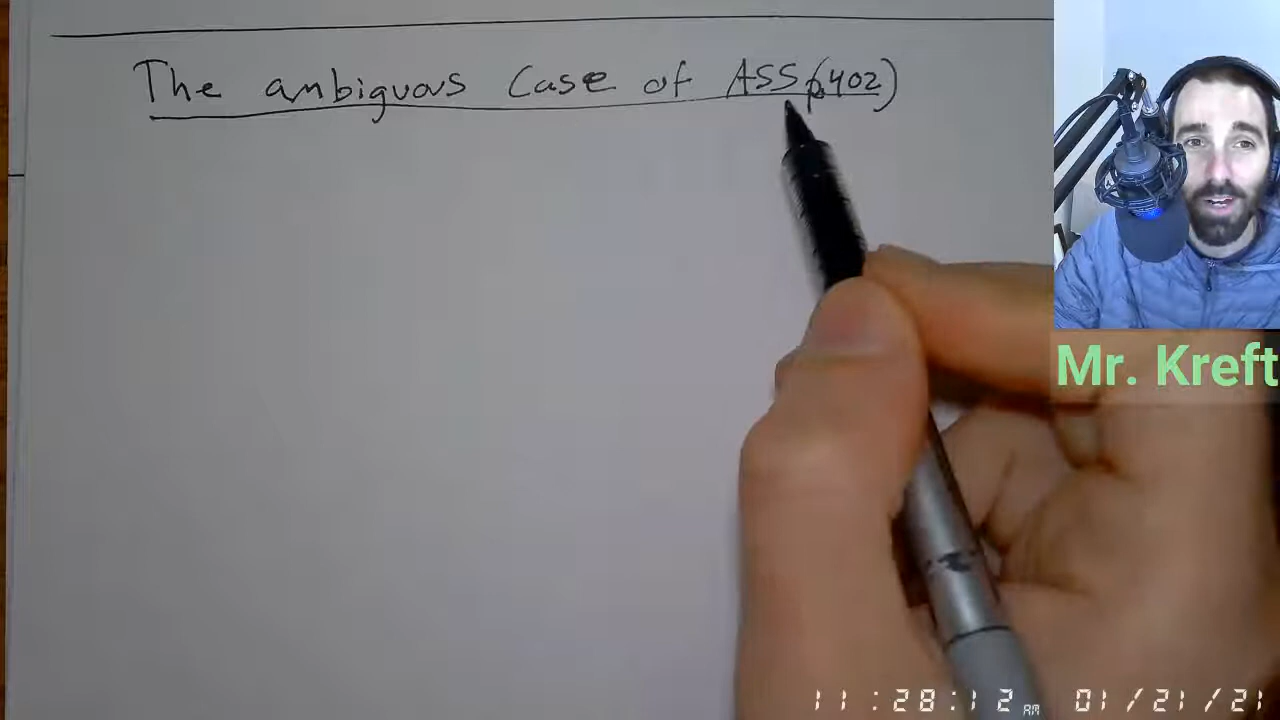 The ambiguous Case of ASS (p402)
Mr. Kreft
11:28:12 AM 01/21/21